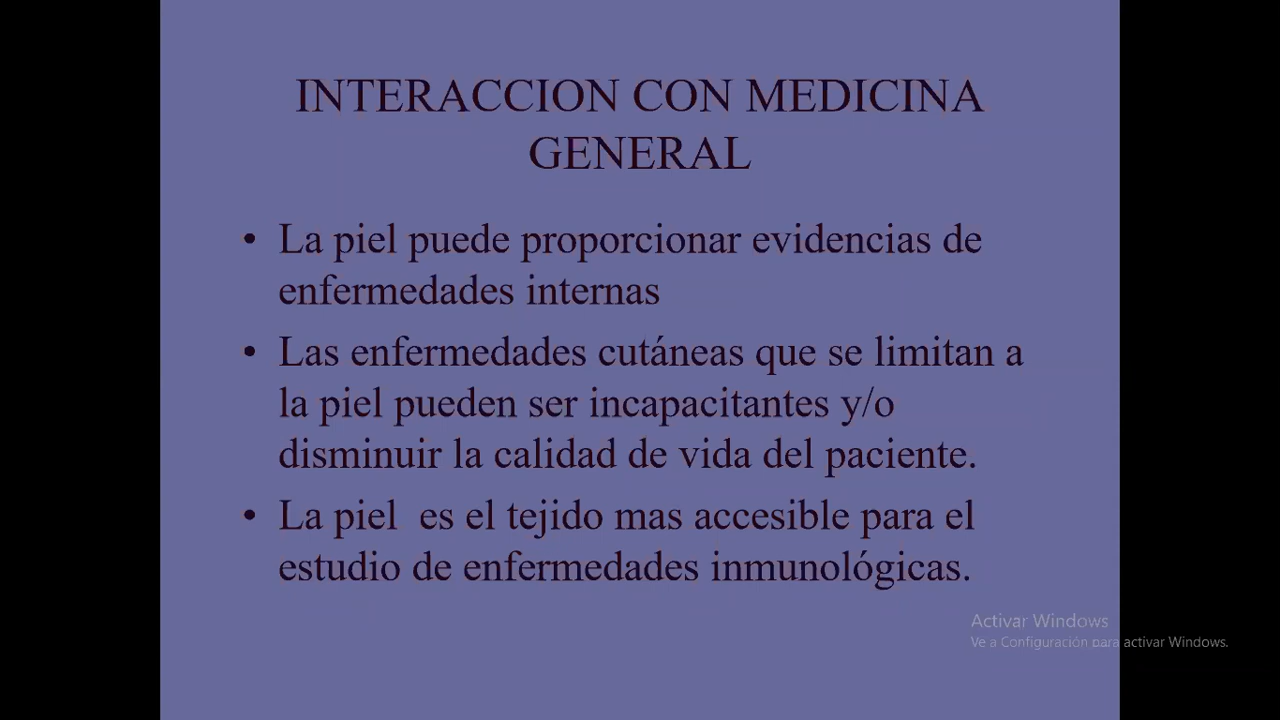 INTERACCION CON MEDICINA
GENERAL
• La piel puede proporcionar evidencias de
enfermedades internas
• Las enfermedades cutáneas que se limitan a
la piel pueden ser incapacitantes y/o
disminuir la calidad de vida del paciente.
• La piel  es el tejido mas accesible para el
estudio de enfermedades inmunológicas.
Activar Windows
Ve a Configuración para activar Windows.